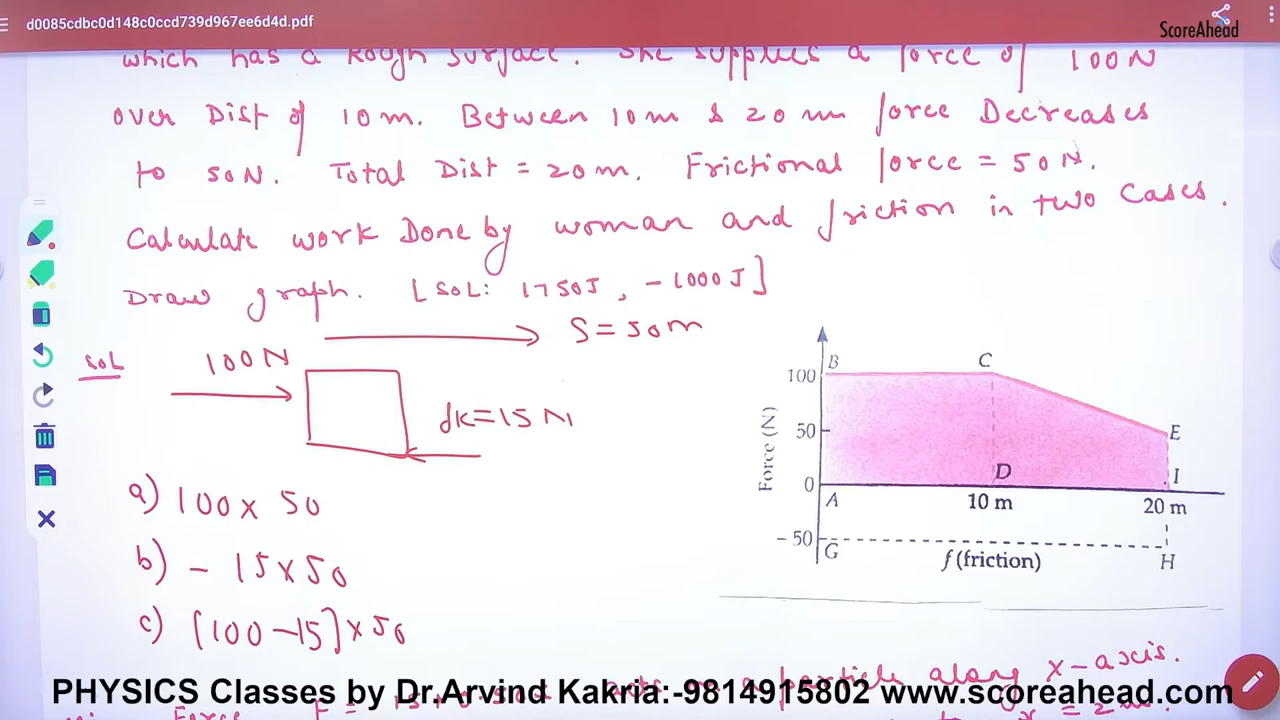 d0085cdbc0d148c0ccd739d967ee6d4d.pdf
ScoreAhead
which has a Rough surface. She supplies a force of 100N
over Dist of 10m. Between 10m & 20m force Decreases
to 50N. Total Dist = 20m. Frictional force = 50N.
Calculate work Done by woman and friction in two Cases.
Draw graph. [SOL: 1750J, -1000J]
S = 50m
SOL
100N
fk=15N
a) 100 x 50
b) - 15 x 50
c) [100-15] x 50
B
C
100
Force (N)
50
E
0
A
D
I
10 m
20 m
- 50
G
f (friction)
H
a particle along x-axis.
PHYSICS Classes by Dr.Arvind Kakria:-9814915802 www.scoreahead.com